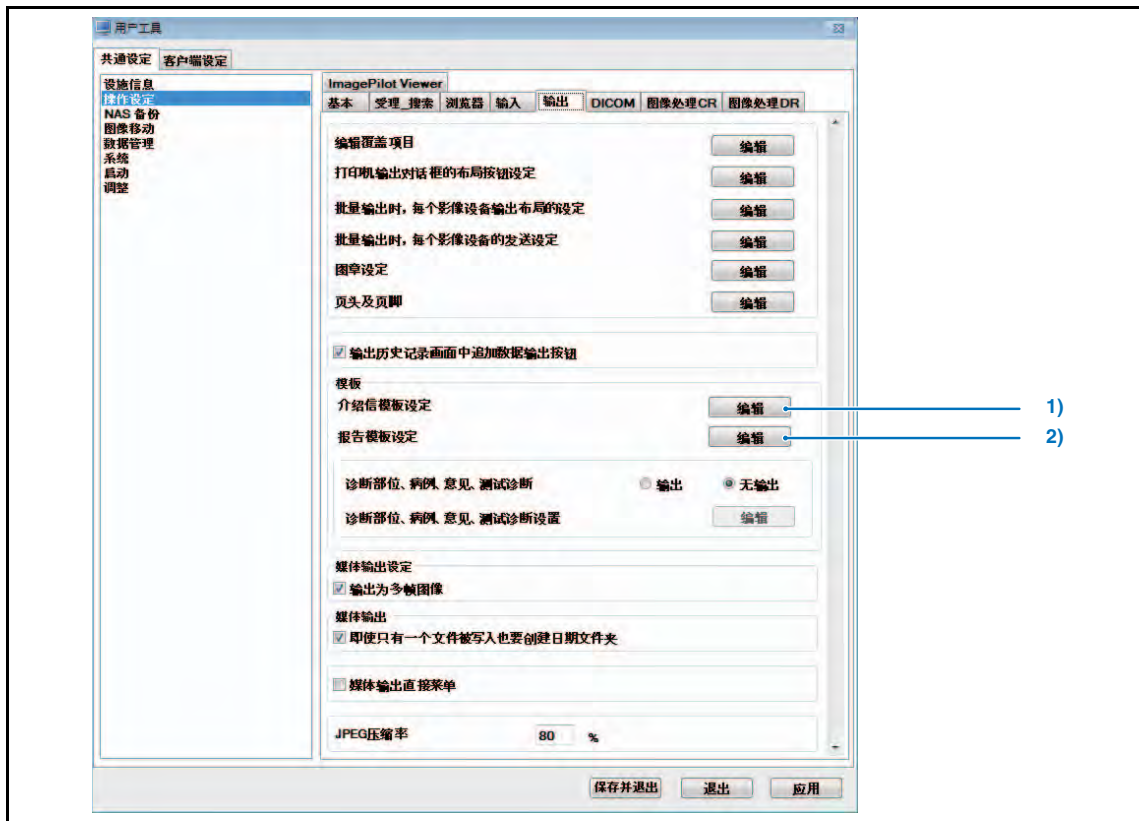 用户工具
共通设定 客户端设定
设施信息
操作设定
NAS 备份
图像移动
数据管理
系统
启动
调整
ImagePilot Viewer
基本 受理_搜索 浏览器 输入 输出 DICOM 图像处理CR 图像处理DR
编辑覆盖项目 编辑
打印机输出对话框的布局按钮设定 编辑
批量输出时，每个影像设备输出布局的设定 编辑
批量输出时，每个影像设备的发送设定 编辑
图章设定 编辑
页头及页脚 编辑
输出历史记录画面中追加数据输出按钮
模板
介绍信模板设定 编辑 1)
报告模板设定 编辑 2)
诊断部位、病例、意见、测试诊断 输出 无输出
诊断部位、病例、意见、测试诊断设置 编辑
媒体输出设定
输出为多帧图像
媒体输出
即使只有一个文件被写入也要创建日期文件夹
媒体输出直接菜单
JPEG压缩率 80 %
保存并退出 退出 应用